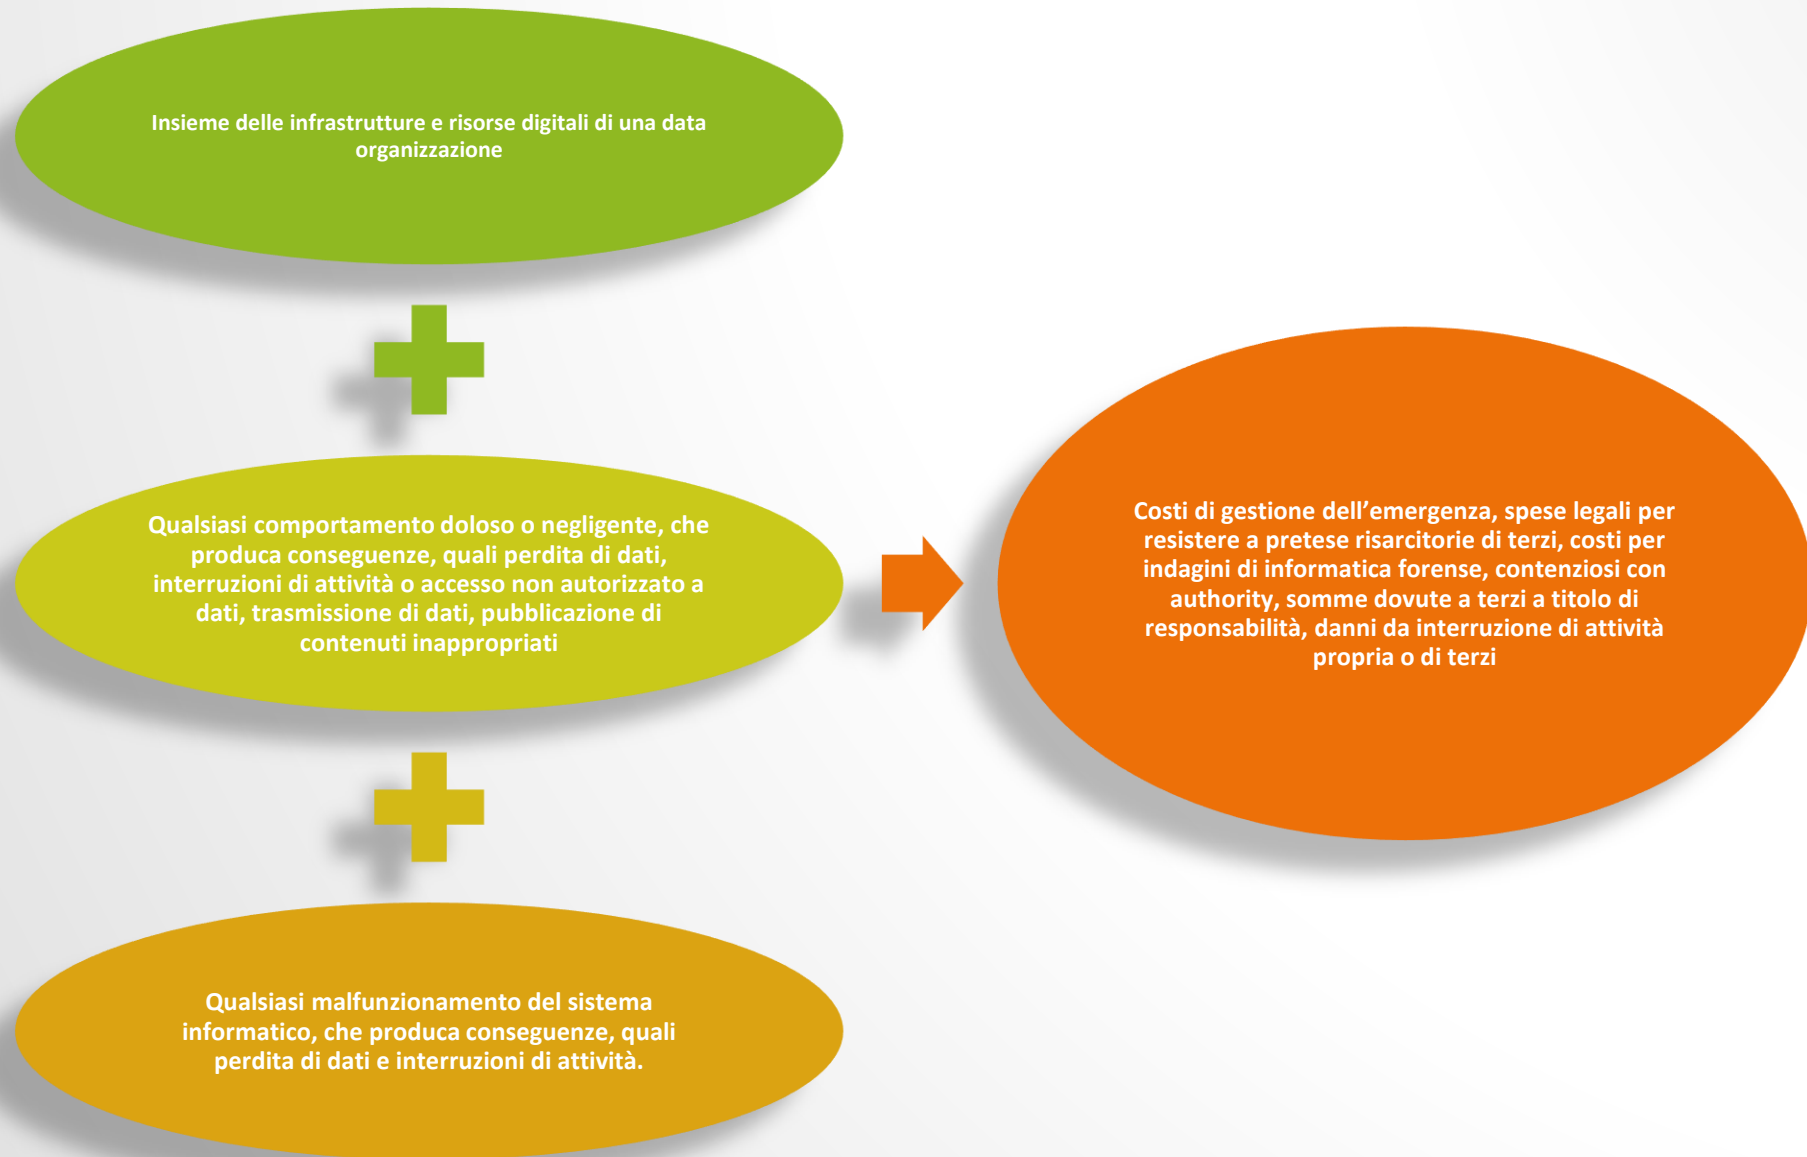 Insieme delle infrastrutture e risorse digitali di una data
organizzazione
Qualsiasi comportamento doloso o negligente, che
produca conseguenze, quali perdita di dati,
interruzioni di attività o accesso non autorizzato a
dati, trasmissione di dati, pubblicazione di
contenuti inappropriati
Qualsiasi malfunzionamento del sistema
informatico, che produca conseguenze, quali
perdita di dati e interruzioni di attività.
Costi di gestione dell’emergenza, spese legali per
resistere a pretese risarcitorie di terzi, costi per
indagini di informatica forense, contenziosi con
authority, somme dovute a terzi a titolo di
responsabilità, danni da interruzione di attività
propria o di terzi